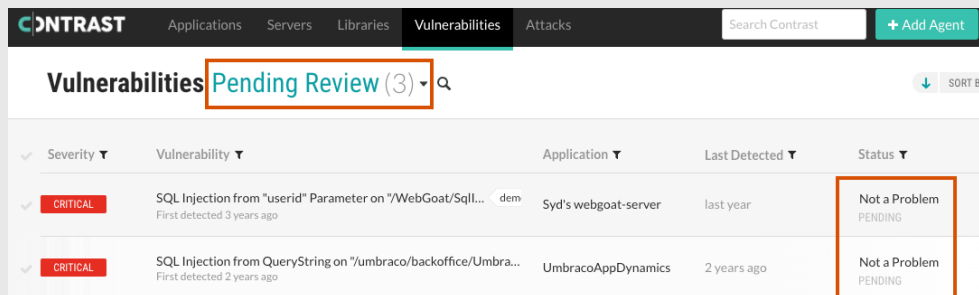 CONTRAST Applications Servers Libraries Vulnerabilities Attacks Search Contrast + Add Agent
Vulnerabilities Pending Review (3) SORT B
Severity Vulnerability Application Last Detected Status
CRITICAL SQL Injection from "userid" Parameter on "/WebGoat/SqlI... dem Syd's webgoat-server last year Not a Problem
First detected 3 years ago PENDING
CRITICAL SQL Injection from QueryString on "/umbraco/backoffice/Umbra... UmbracoAppDynamics 2 years ago Not a Problem
First detected 2 years ago PENDING